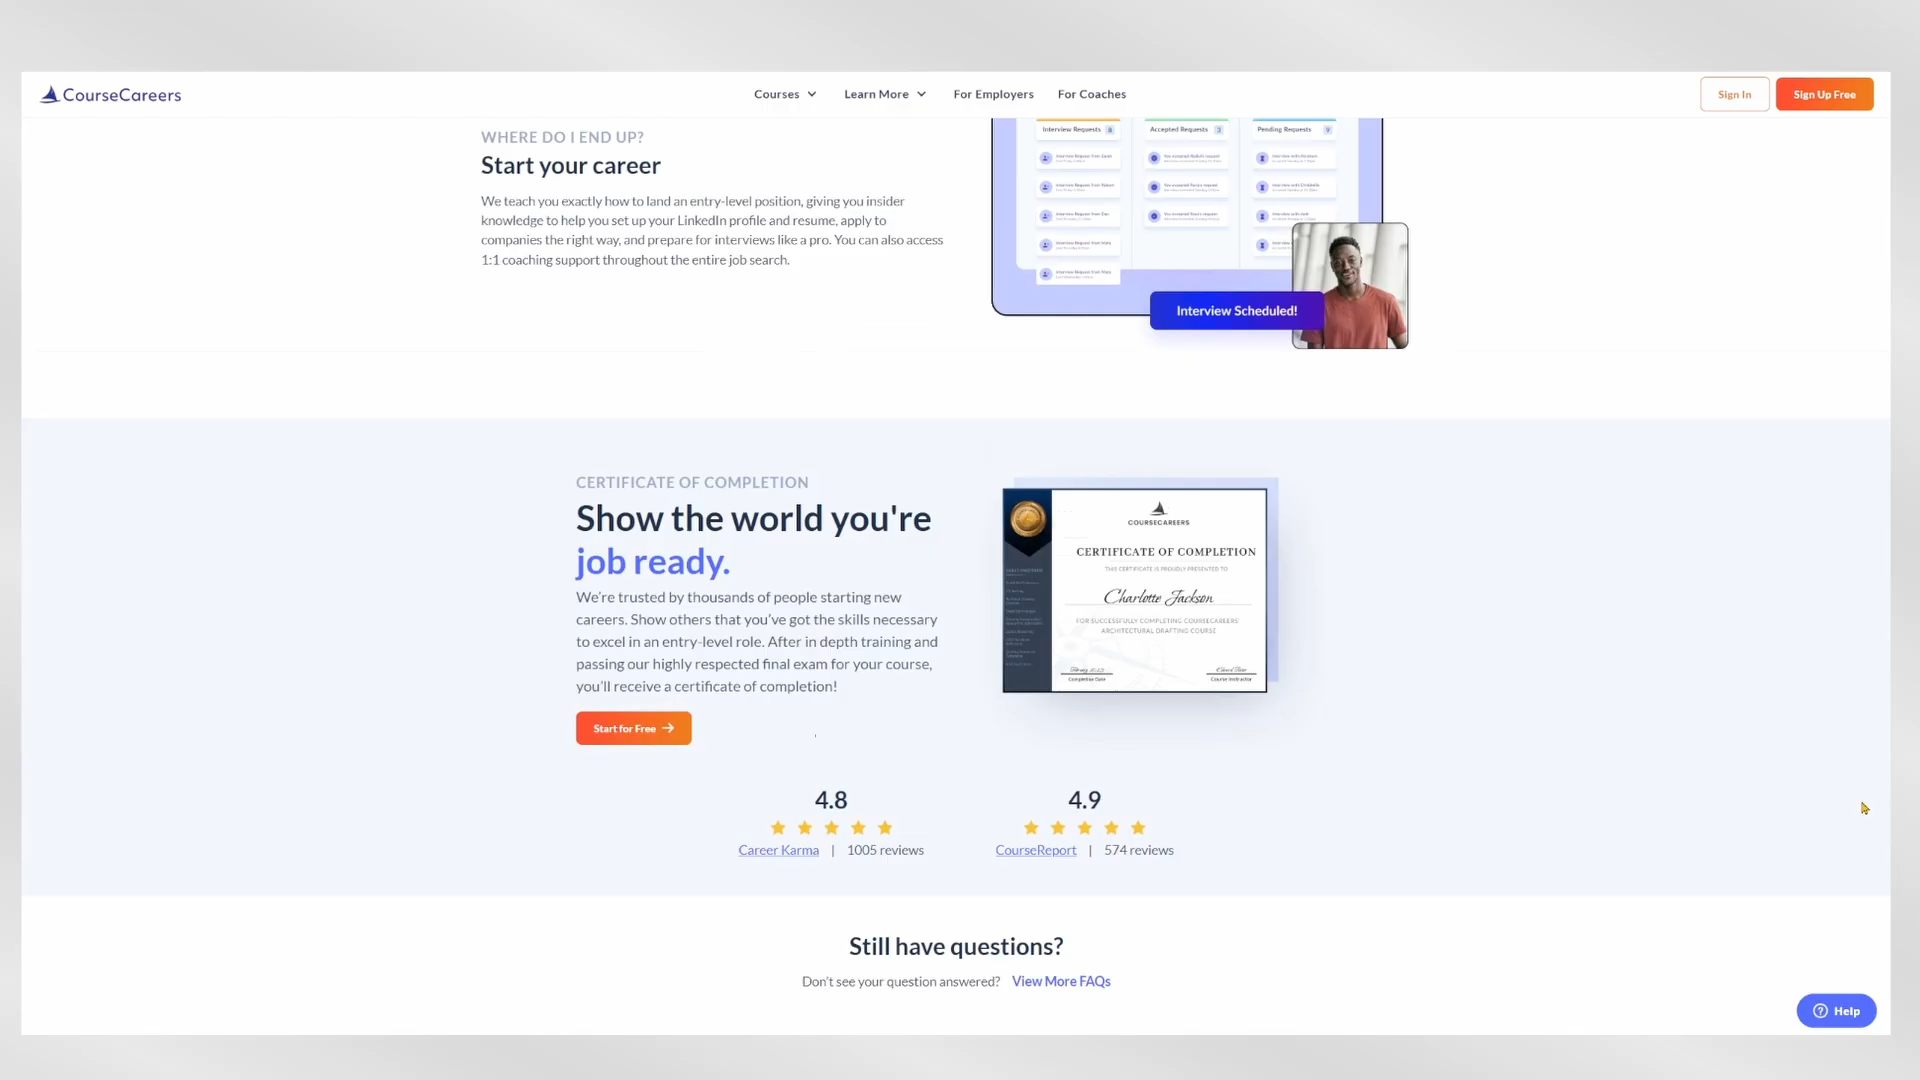 CourseCareers
Courses
Learn More
For Employers
For Coaches
Sign In
Sign Up Free
WHERE DO I END UP?
Start your career
We teach you exactly how to land an entry-level position, giving you insider
knowledge to help you set up your LinkedIn profile and resume, apply to
companies the right way, and prepare for interviews like a pro. You can also access
1:1 coaching support throughout the entire job search.
Interview Requests 8
Accepted Requests 3
Pending Requests 9
Interview Scheduled!
CERTIFICATE OF COMPLETION
Show the world you're
job ready.
We’re trusted by thousands of people starting new
careers. Show others that you’ve got the skills necessary
to excel in an entry-level role. After in depth training and
passing our highly respected final exam for your course,
you’ll receive a certificate of completion!
Start for Free
COURSECAREERS
CERTIFICATE OF COMPLETION
THIS CERTIFICATE IS PROUDLY PRESENTED TO
Charlotte Jackson
FOR SUCCESSFULLY COMPLETING COURSECAREERS'
ARCHITECTURAL DRAFTING COURSE
Completion Date
Course Instructor
4.8
Career Karma | 1005 reviews
4.9
CourseReport | 574 reviews
Still have questions?
Don't see your question answered? View More FAQs
Help